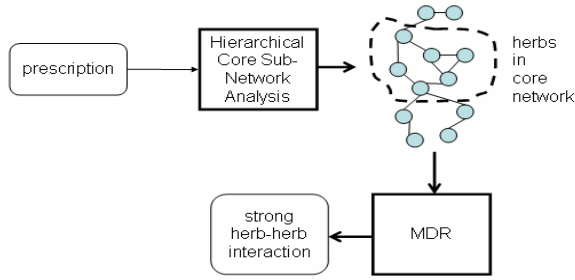 prescription
Hierarchical
Core Sub-
Network
Analysis
herbs
in
core
network
strong
herb-herb
interaction
MDR